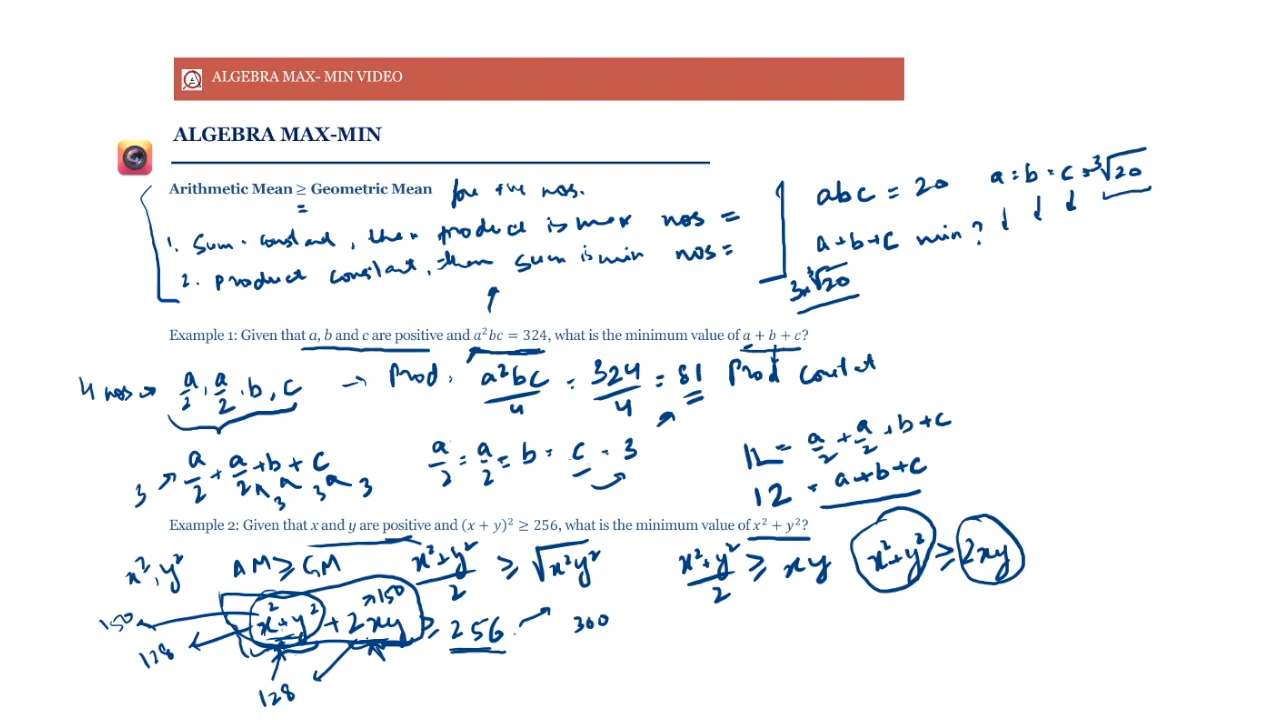 ALGEBRA MAX- MIN VIDEO
ALGEBRA MAX-MIN
Arithmetic Mean ≥ Geometric Mean for +ve nos.
=
1. Sum constant, then product is max nos =
2. Product constant, then sum is min nos =
abc = 20 a = b = c = ∛20
a + b + c min?
3 × ∛20
Example 1: Given that a, b and c are positive and a²bc = 324, what is the minimum value of a + b + c?
4 nos → a/2, a/2, b, c → Prod. a²bc/4 = 324/4 = 81 Prod
a/2 + a/2 + b + c
3 3 3 3
a/2 = a/2 = b = c = 3
12 = a/2 + a/2 + b + c
12 = a + b + c
Example 2: Given that x and y are positive and (x + y)² ≥ 256, what is the minimum value of x² + y²?
x², y² AM ≥ GM x² + y²/2 ≥ √x²y² x² + y²/2 ≥ xy x² + y² ≥ 2xy
150 x² + y² + 2xy ≥ 256 300
150
128
128